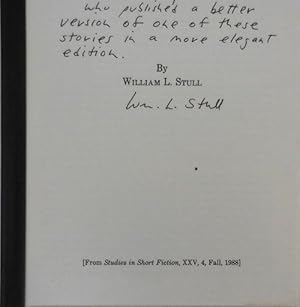 who published a better
version of one of these
stories in a more elegant
edition.
By
WILLIAM L. STULL
Wm. L. Stull
[From Studies in Short Fiction, XXV, 4, Fall, 1988]